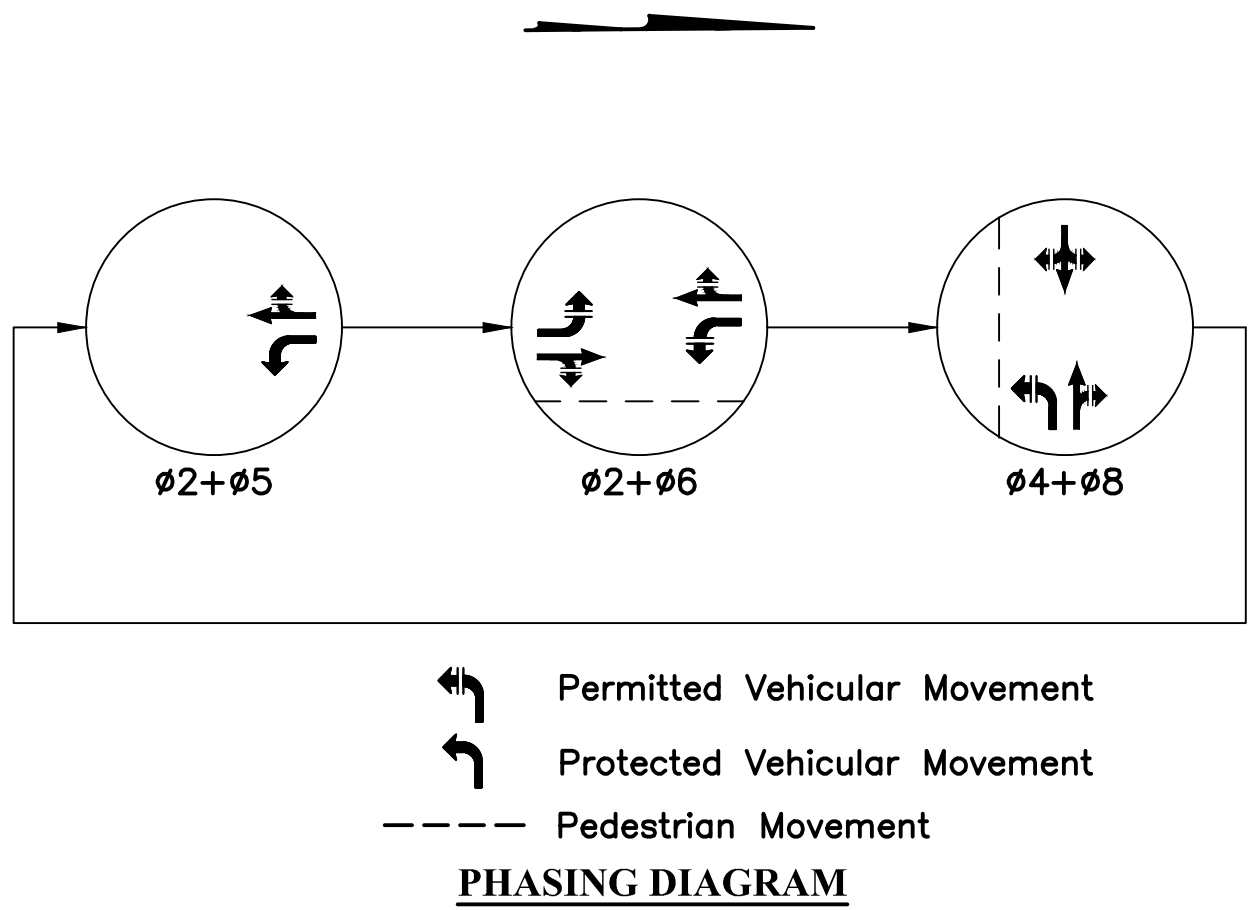 ø2+ø5
ø2+ø6
ø4+ø8
Permitted Vehicular Movement
Protected Vehicular Movement
Pedestrian Movement
PHASING DIAGRAM